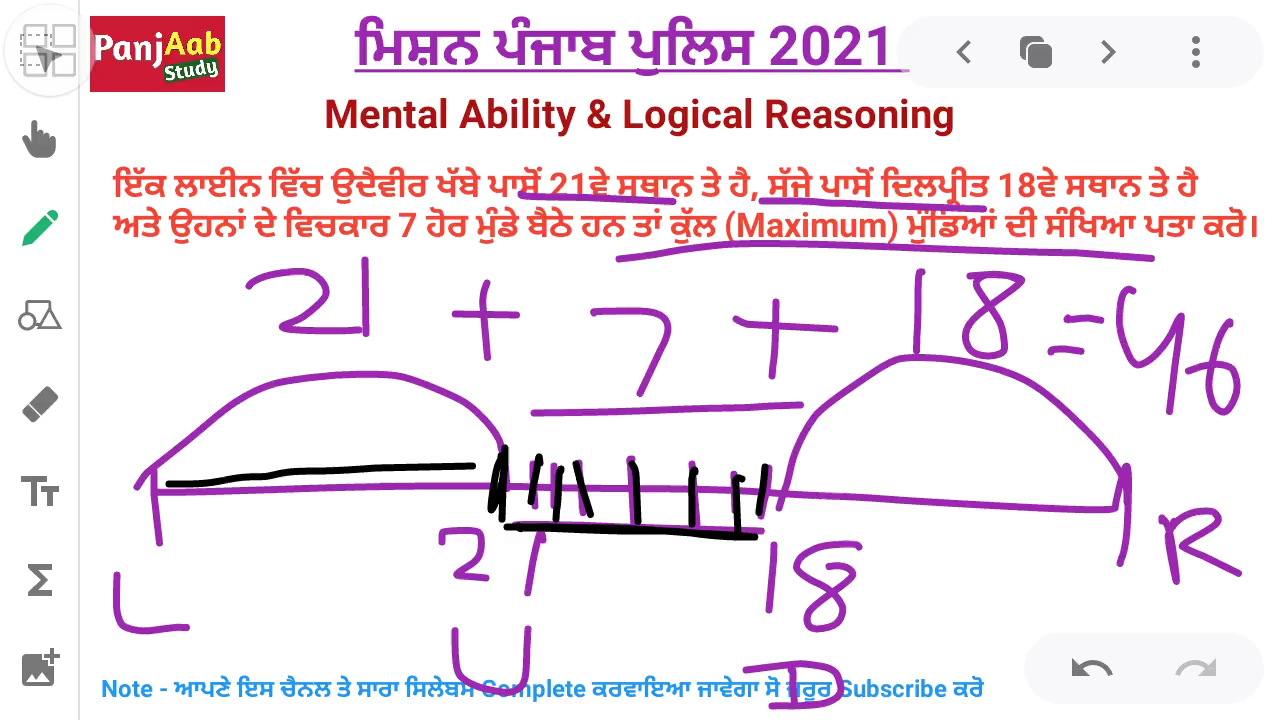 PanjAab
Study
ਮਿਸ਼ਨ ਪੰਜਾਬ ਪੁਲਿਸ 2021
Mental Ability & Logical Reasoning
ਇੱਕ ਲਾਈਨ ਵਿੱਚ ਉਦੈਵੀਰ ਖੱਬੇ ਪਾਸੋਂ 21ਵੇ ਸਥਾਨ ਤੇ ਹੈ, ਸੱਜੇ ਪਾਸੋਂ ਦਿਲਪ੍ਰੀਤ 18ਵੇ ਸਥਾਨ ਤੇ ਹੈ
ਅਤੇ ਉਹਨਾਂ ਦੇ ਵਿਚਕਾਰ 7 ਹੋਰ ਮੁੰਡੇ ਬੈਠੇ ਹਨ ਤਾਂ ਕੁੱਲ (Maximum) ਮੁੰਡਿਆਂ ਦੀ ਸੰਖਿਆ ਪਤਾ ਕਰੋ।
21 + 7 + 18 = 46
L 21 18 R
U D
Note - ਆਪਣੇ ਇਸ ਚੈਨਲ ਤੇ ਸਾਰਾ ਸਿਲੇਬਸ Complete ਕਰਵਾਇਆ ਜਾਵੇਗਾ ਸੋ ਜ਼ਰੂਰ Subscribe ਕਰੋ